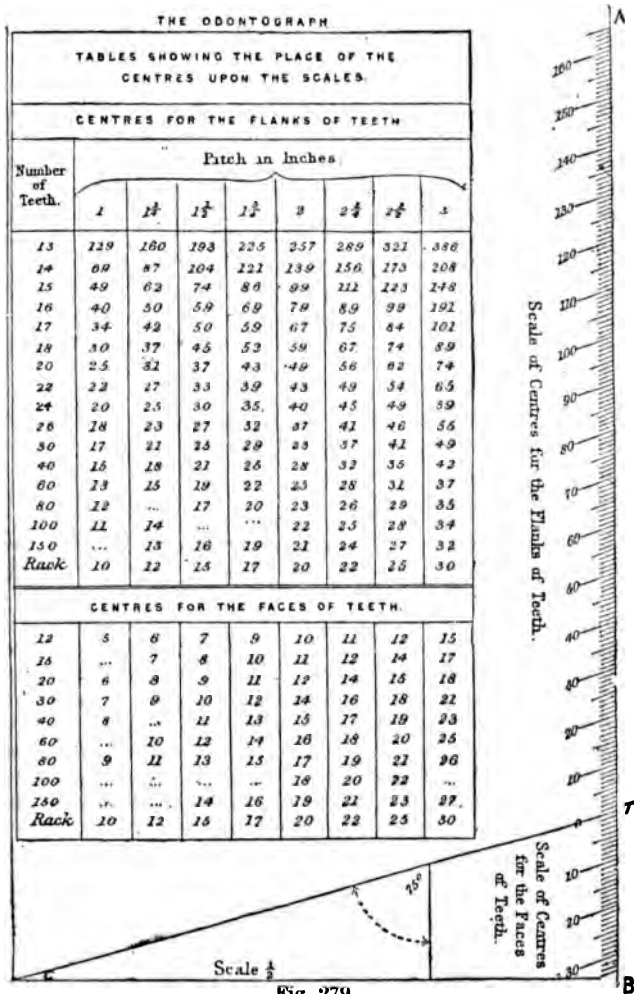 THE ODONTOGRAPH
TABLES SHOWING THE PLACE OF THE
CENTRES UPON THE SCALES.
CENTRES FOR THE FLANKS OF TEETH
Number
of
Teeth.
Pitch in Inches
1 1¼ 1½ 1¾ 2 2¼ 2½ 3
13 129 160 193 225 257 289 321 386
14 69 87 104 121 139 156 173 208
15 49 62 74 86 99 111 123 148
16 40 50 59 69 79 89 99 191
17 34 42 50 59 67 75 84 101
18 30 37 45 52 59 67 74 89
20 25 31 37 43 49 56 62 74
22 22 27 33 39 43 49 54 65
24 20 25 30 35 40 45 49 59
26 18 23 27 32 37 41 46 55
30 17 21 25 29 33 37 41 49
40 15 18 21 25 28 32 35 42
60 13 15 19 22 25 28 31 37
80 12 ... 17 20 23 26 29 35
100 11 14 ... ... 22 25 28 34
150 ... 13 16 19 21 24 27 32
Rack 10 12 15 17 20 22 25 30
CENTRES FOR THE FACES OF TEETH.
12 5 6 7 9 10 11 12 15
15 ... 7 8 10 11 12 14 17
20 6 8 9 11 12 14 15 18
30 7 9 10 12 14 16 18 21
40 8 ... 11 13 15 17 19 23
60 ... 10 12 14 16 18 20 25
80 9 11 13 15 17 19 21 26
100 ... ... ... ... 18 20 22 ...
150 ... ... 14 16 19 21 23 27
Rack 10 12 15 17 20 22 25 30
160
150
140
130
120
110
100
90
80
70
60
50
40
30
20
10
0
10
20
30
Scale of Centres for the Flanks of Teeth.
T
Scale of Centres
for the Faces
of Teeth.
75°
C
Scale ½
B
Fig. 279